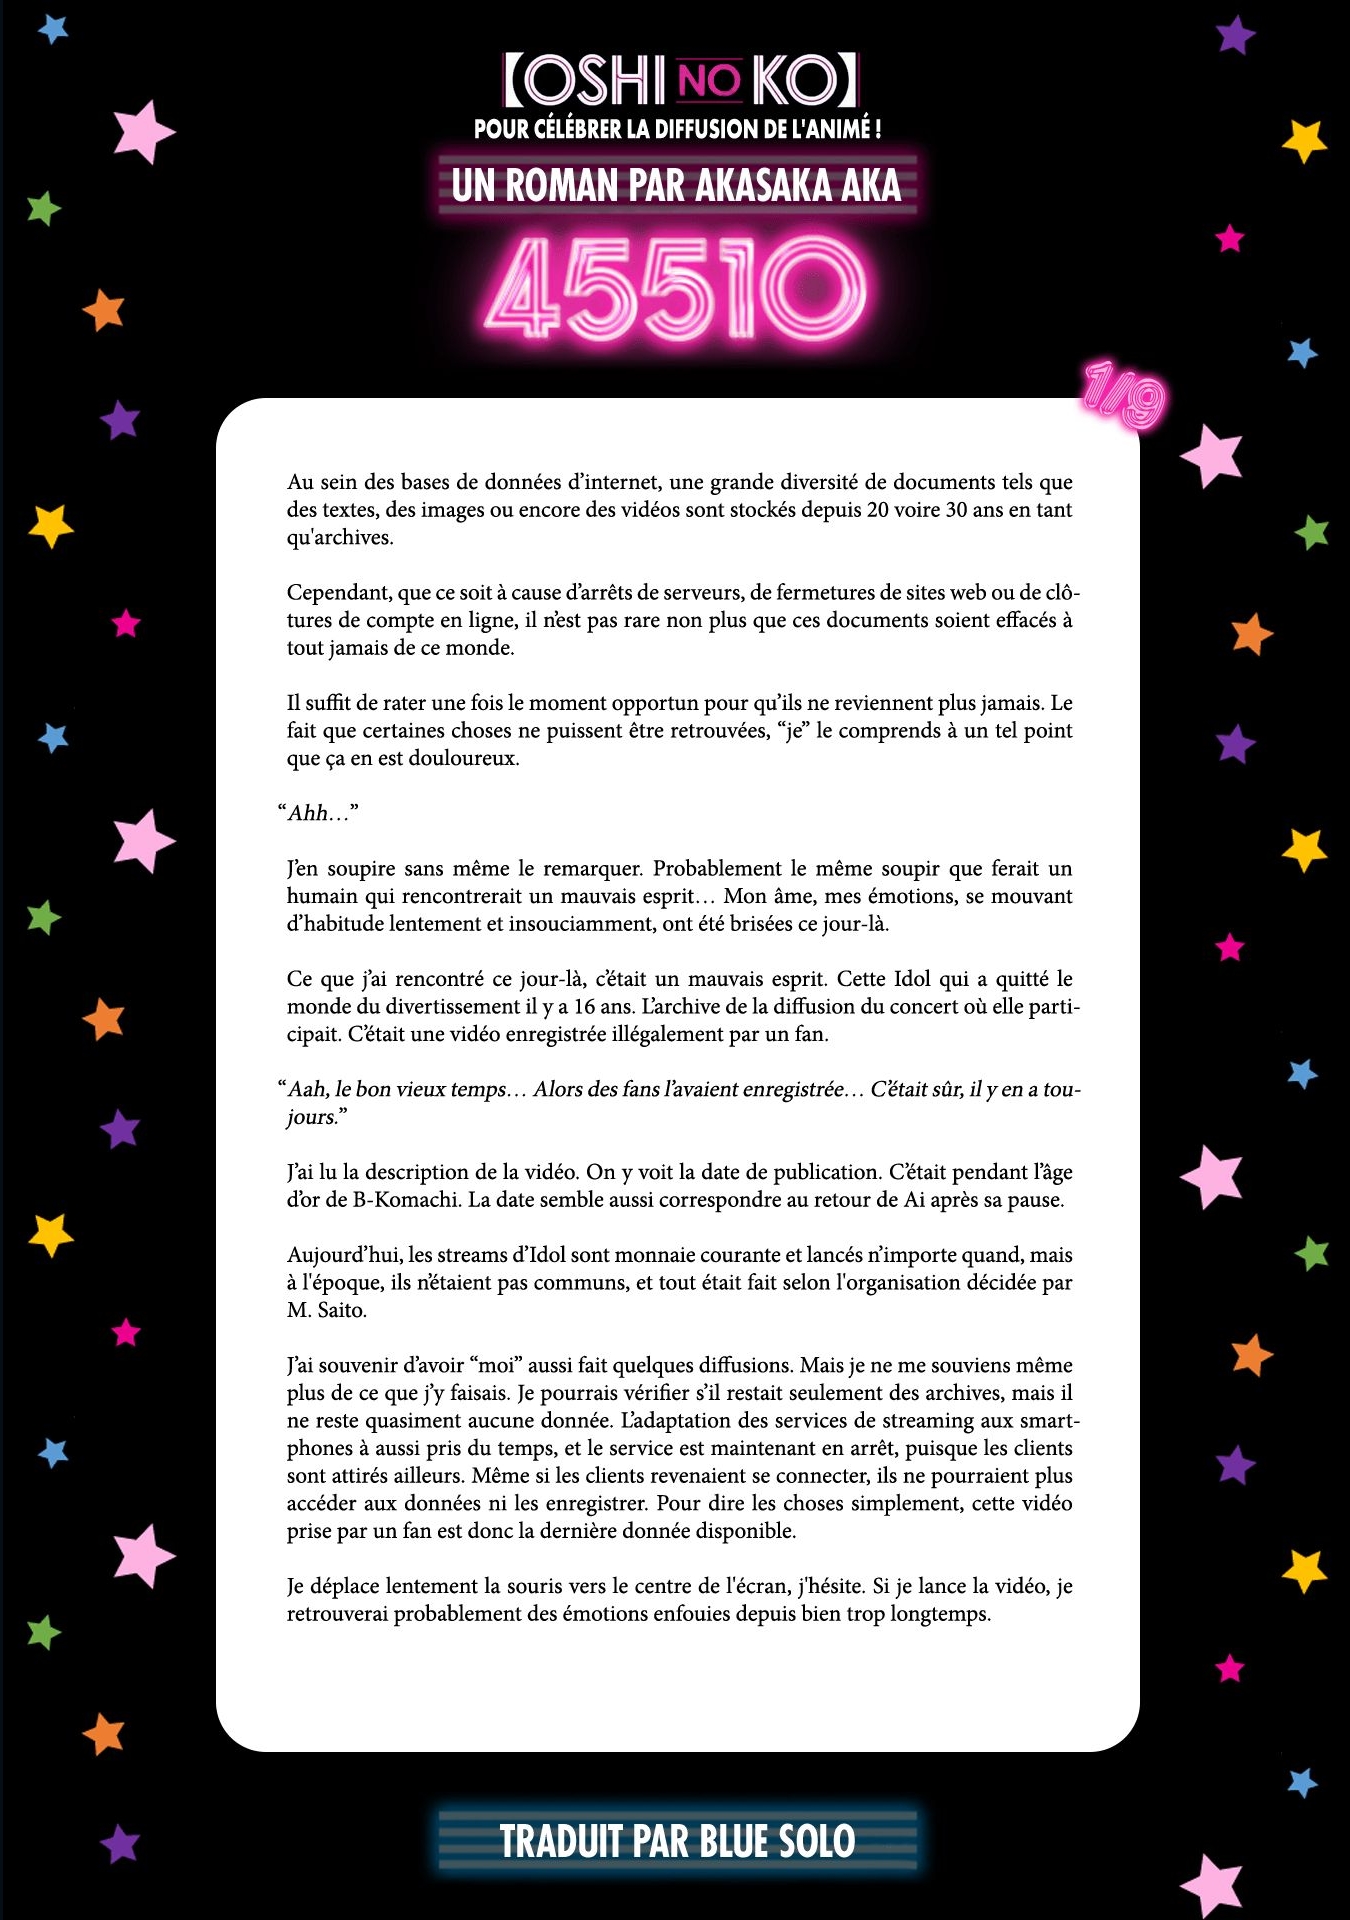 【OSHI NO KO】
POUR CÉLÉBRER LA DIFFUSION DE L'ANIMÉ !
UN ROMAN PAR AKASAKA AKA
45510
1/9
Au sein des bases de données d’internet, une grande diversité de documents tels que
des textes, des images ou encore des vidéos sont stockés depuis 20 voire 30 ans en tant
qu'archives.
Cependant, que ce soit à cause d’arrêts de serveurs, de fermetures de sites web ou de clô-
tures de compte en ligne, il n’est pas rare non plus que ces documents soient effacés à
tout jamais de ce monde.
Il suffit de rater une fois le moment opportun pour qu’ils ne reviennent plus jamais. Le
fait que certaines choses ne puissent être retrouvées, “je” le comprends à un tel point
que ça en est douloureux.
“Ahh…”
J’en soupire sans même le remarquer. Probablement le même soupir que ferait un
humain qui rencontrerait un mauvais esprit… Mon âme, mes émotions, se mouvant
d’habitude lentement et insouciamment, ont été brisées ce jour-là.
Ce que j’ai rencontré ce jour-là, c’était un mauvais esprit. Cette Idol qui a quitté le
monde du divertissement il y a 16 ans. L’archive de la diffusion du concert où elle parti-
cipait. C’était une vidéo enregistrée illégalement par un fan.
“Aah, le bon vieux temps… Alors des fans l’avaient enregistrée… C’était sûr, il y en a tou-
jours.”
J’ai lu la description de la vidéo. On y voit la date de publication. C’était pendant l’âge
d’or de B-Komachi. La date semble aussi correspondre au retour de Ai après sa pause.
Aujourd’hui, les streams d’Idol sont monnaie courante et lancés n’importe quand, mais
à l'époque, ils n’étaient pas communs, et tout était fait selon l'organisation décidée par
M. Saito.
J’ai souvenir d’avoir “moi” aussi fait quelques diffusions. Mais je ne me souviens même
plus de ce que j’y faisais. Je pourrais vérifier s’il restait seulement des archives, mais il
ne reste quasiment aucune donnée. L’adaptation des services de streaming aux smart-
phones à aussi pris du temps, et le service est maintenant en arrêt, puisque les clients
sont attirés ailleurs. Même si les clients revenaient se connecter, ils ne pourraient plus
accéder aux données ni les enregistrer. Pour dire les choses simplement, cette vidéo
prise par un fan est donc la dernière donnée disponible.
Je déplace lentement la souris vers le centre de l'écran, j'hésite. Si je lance la vidéo, je
retrouverai probablement des émotions enfouies depuis bien trop longtemps.
TRADUIT PAR BLUE SOLO